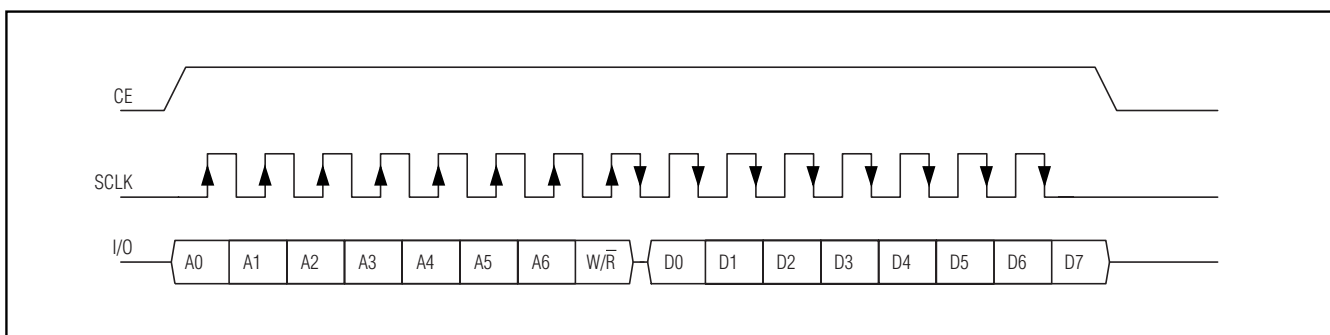 CE
SCLK
I/O
A0 A1 A2 A3 A4 A5 A6 W/R̅ D0 D1 D2 D3 D4 D5 D6 D7